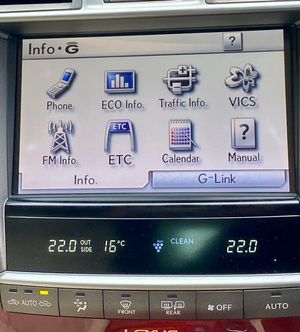 Info・G
?
Phone ECO Info. Traffic Info. VICS
ETC
?
FM Info. ETC Calendar Manual
Info. G-Link
22.0 OUT SIDE 16°C CLEAN 22.0
AUTO FRONT REAR OFF AUTO
LEXUS